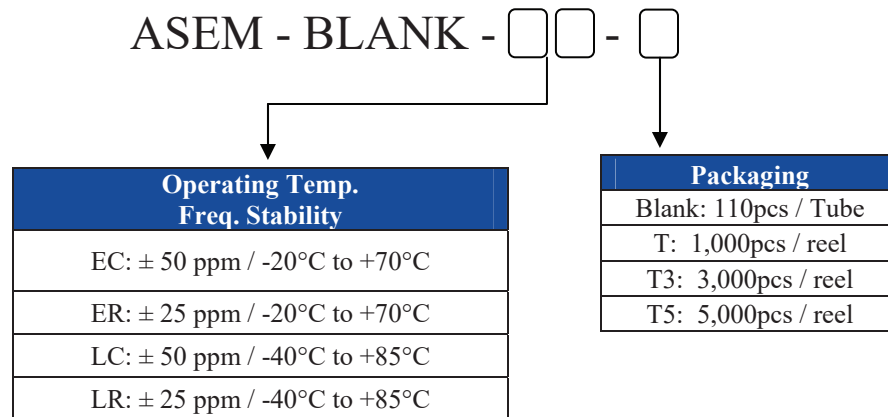 ASEM - BLANK - -
Operating Temp.
Freq. Stability
EC: ± 50 ppm / -20°C to +70°C
ER: ± 25 ppm / -20°C to +70°C
LC: ± 50 ppm / -40°C to +85°C
LR: ± 25 ppm / -40°C to +85°C
Packaging
Blank: 110pcs / Tube
T: 1,000pcs / reel
T3: 3,000pcs / reel
T5: 5,000pcs / reel